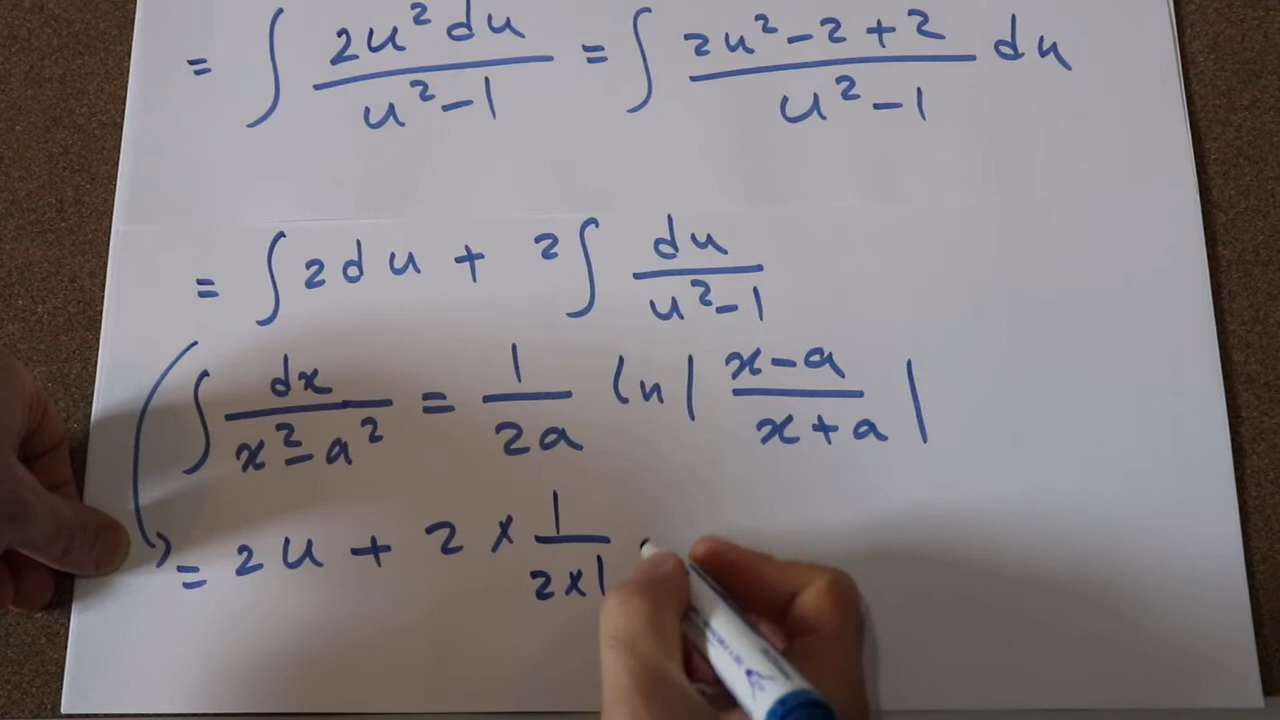 = ∫ 2u² du / u² - 1 = ∫ 2u² - 2 + 2 / u² - 1 du
= ∫ 2 du + 2 ∫ du / u² - 1
∫ dx / x² - a² = 1 / 2a ln | x - a / x + a |
= 2u + 2 × 1 / 2×1